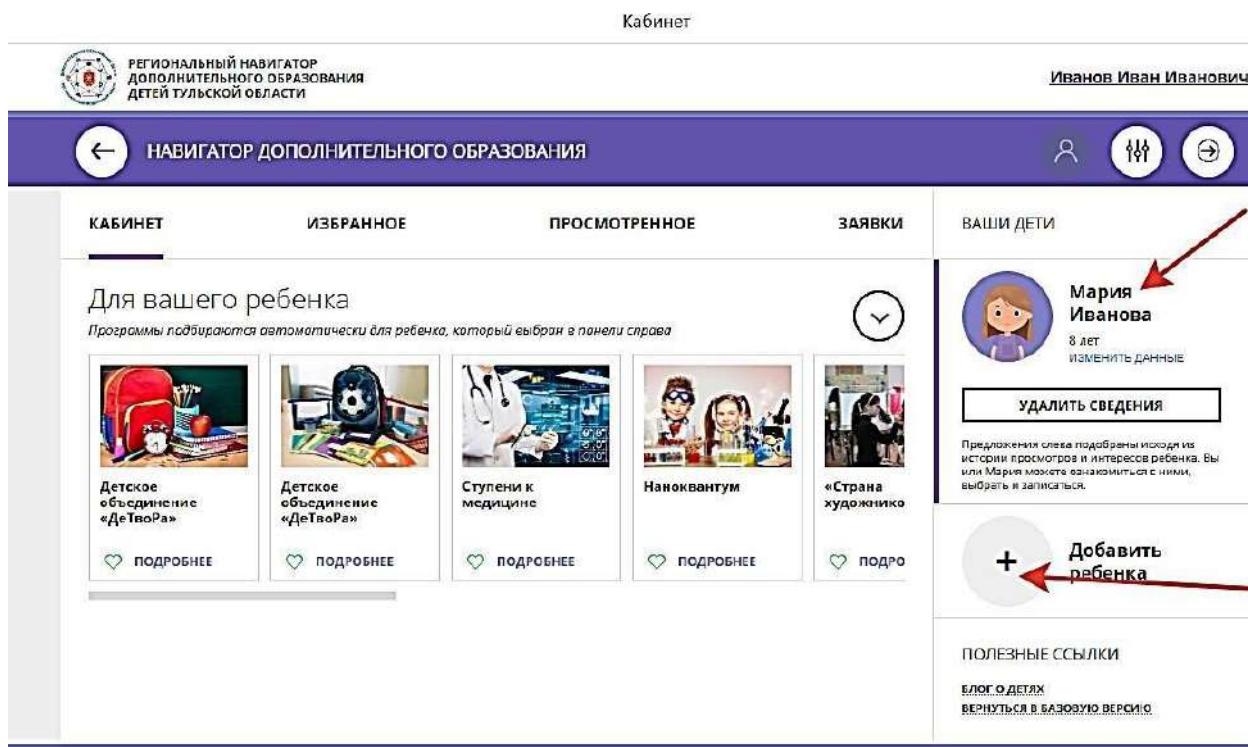 Кабинет
РЕГИОНАЛЬНЫЙ НАВИГАТОР
ДОПОЛНИТЕЛЬНОГО ОБРАЗОВАНИЯ
ДЕТЕЙ ТУЛЬСКОЙ ОБЛАСТИ
Иванов Иван Иванович
НАВИГАТОР ДОПОЛНИТЕЛЬНОГО ОБРАЗОВАНИЯ
КАБИНЕТ
ИЗБРАННОЕ
ПРОСМОТРЕННОЕ
ЗАЯВКИ
Для вашего ребенка
Программы подбираются автоматически для ребенка, который выбран в панели справа
Детское
объединение
«ДеТвоРа»
ПОДРОБНЕЕ
Детское
объединение
«ДеТвоРа»
ПОДРОБНЕЕ
Ступени к
медицине
ПОДРОБНЕЕ
Наноквантум
ПОДРОБНЕЕ
«Страна
художнико
ПОДРО
ВАШИ ДЕТИ
Мария
Иванова
8 лет
ИЗМЕНИТЬ ДАННЫЕ
УДАЛИТЬ СВЕДЕНИЯ
Предложения слева подобраны исходя из
истории просмотров и интересов ребенка. Вы
или Мария можете ознакомиться с ними,
выбрать и записаться.
+
Добавить
ребенка
ПОЛЕЗНЫЕ ССЫЛКИ
БЛОГ О ДЕТЯХ
ВЕРНУТЬСЯ В БАЗОВУЮ ВЕРСИЮ